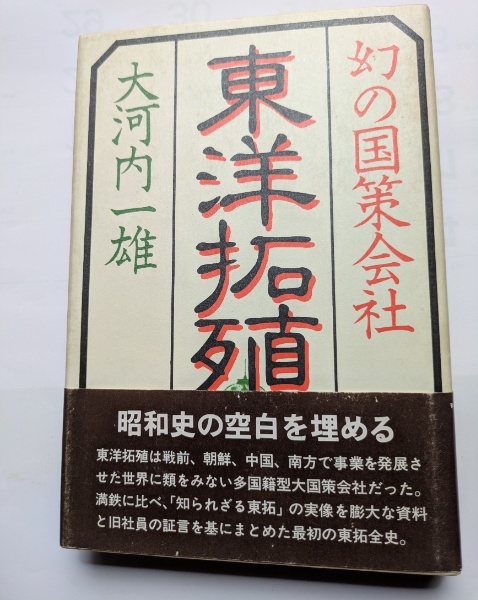 幻の国策会社
東洋拓殖
大河内一雄
昭和史の空白を埋める
東洋拓殖は戦前、朝鮮、中国、南方で事業を発展さ
せた世界に類をみない多国籍型大国策会社だった。
満鉄に比べ、「知られざる東拓」の実像を膨大な資料
と旧社員の証言を基にまとめた最初の東拓全史。